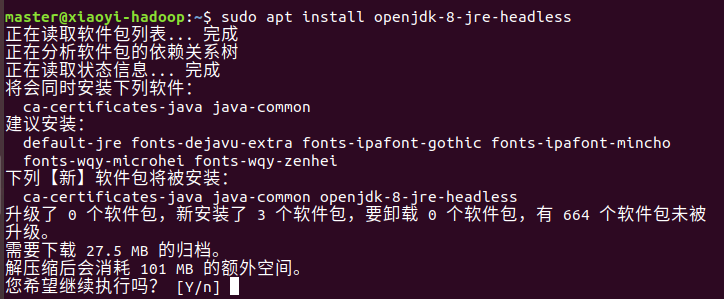 master@xiaoyi-hadoop:~$ sudo apt install openjdk-8-jre-headless
正在读取软件包列表... 完成
正在分析软件包的依赖关系树
正在读取状态信息... 完成
将会同时安装下列软件：
  ca-certificates-java java-common
建议安装：
  default-jre fonts-dejavu-extra fonts-ipafont-gothic fonts-ipafont-mincho
  fonts-wqy-microhei fonts-wqy-zenhei
下列【新】软件包将被安装：
  ca-certificates-java java-common openjdk-8-jre-headless
升级了 0 个软件包，新安装了 3 个软件包，要卸载 0 个软件包，有 664 个软件包未被
升级。
需要下载 27.5 MB 的归档。
解压缩后会消耗 101 MB 的额外空间。
您希望继续执行吗？ [Y/n]